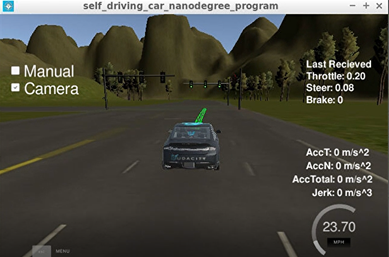 self_driving_car_nanodegree_program
Manual
Camera
Last Recieved
Throttle: 0.20
Steer: 0.08
Brake: 0
UDACITY
AccT: 0 m/s^2
AccN: 0 m/s^2
AccTotal: 0 m/s^2
Jerk: 0 m/s^3
23.70
MPH
MENU